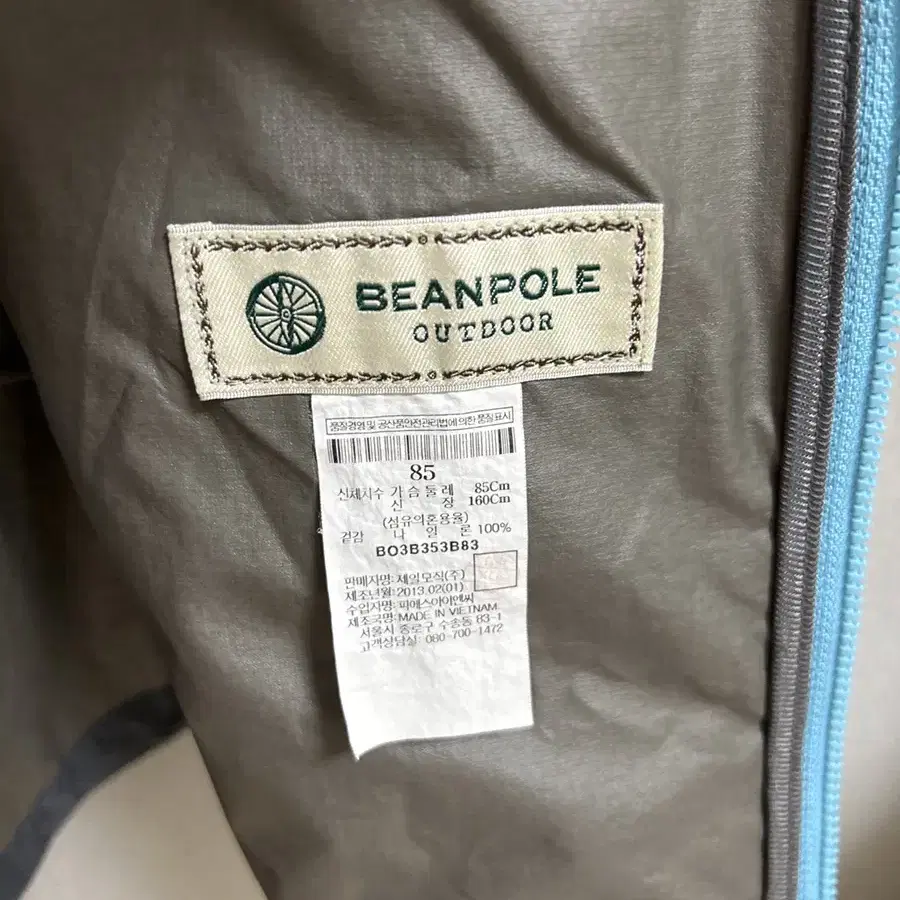 BEANPOLE
OUTDOOR
품질경영 및 공산품안전관리법에 의한 품질표시
85
신체치수 가슴둘레 85Cm
신장 160Cm
(섬유의혼용율)
겉감 나일론 100%
BO3B353B83
판매자명: 제일모직(주)
제조년월: 2013.02(01)
수입자명: 피에스아이엔씨
제조국명: MADE IN VIETNAM
서울시 종로구 수송동 83-1
고객상담실: 080-700-1472